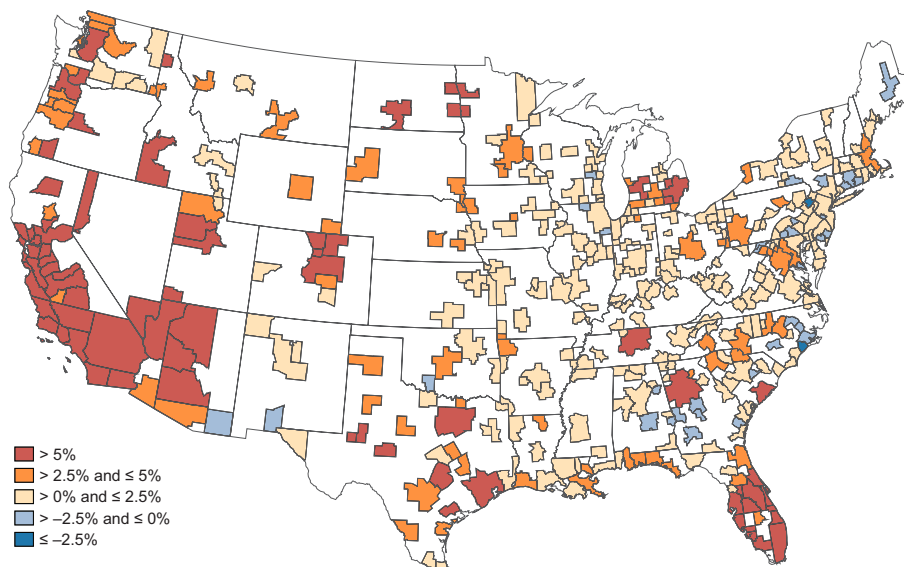 > 5%
> 2.5% and ≤ 5%
> 0% and ≤ 2.5%
> –2.5% and ≤ 0%
≤ –2.5%